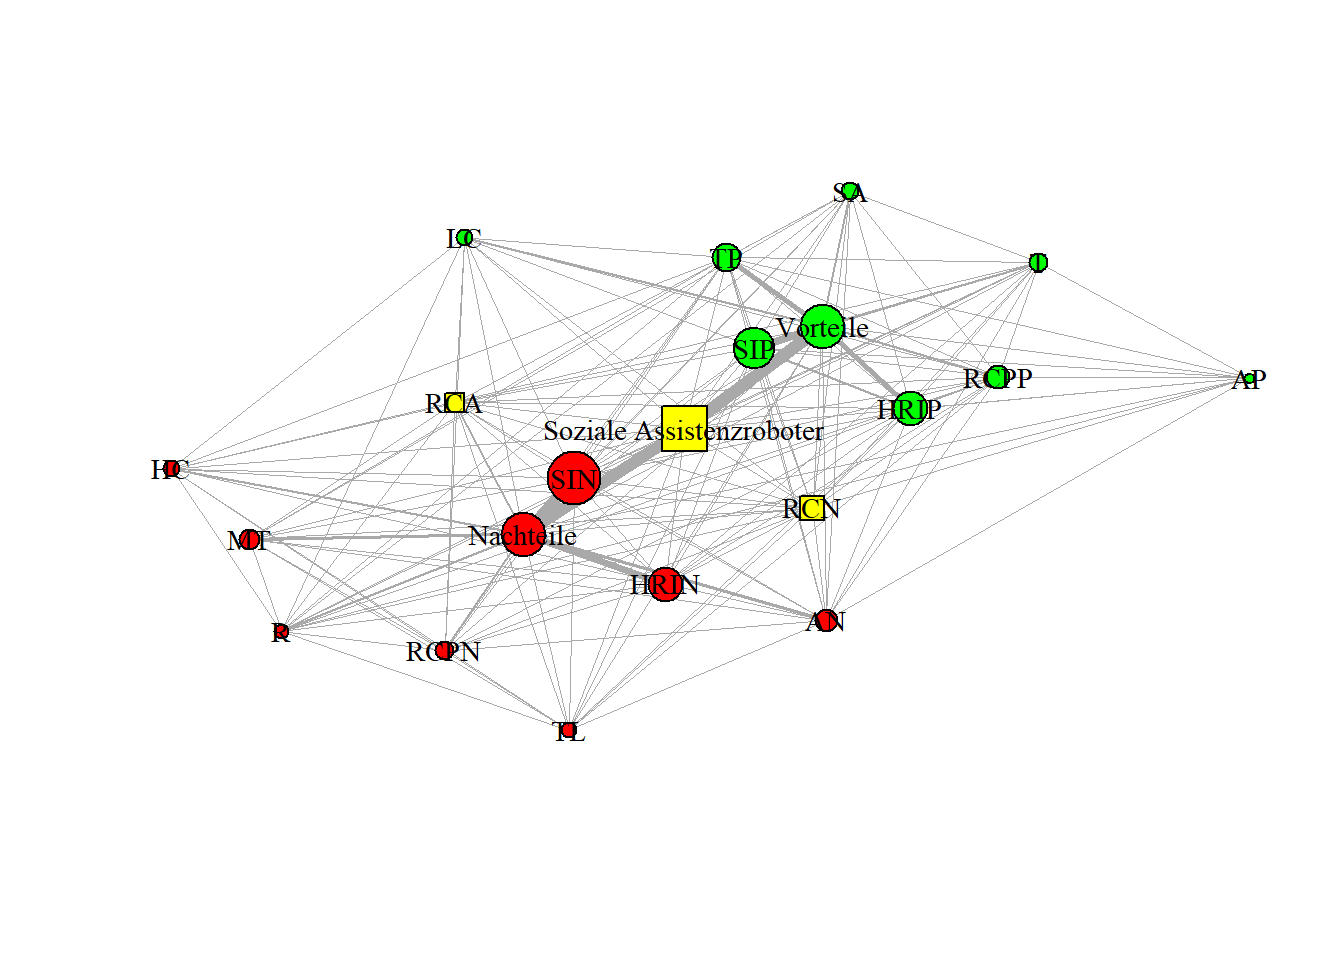 SA
LC
TP
T
Vorteile
SIP
RCPP
AP
RCA
HRIP
Soziale Assistenzroboter
HC
SIN
RCN
Nachteile
MT
HRIN
AN
R
RCPN
TL